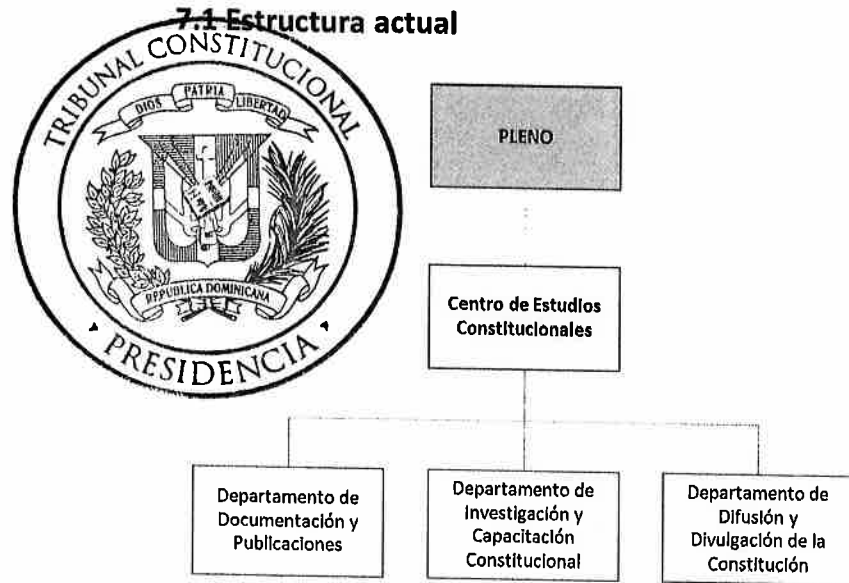 7.1 Estructura actual
TRIBUNAL CONSTITUCIONAL
DIOS PATRIA LIBERTAD
REPUBLICA DOMINICANA
PRESIDENCIA
PLENO
Centro de Estudios
Constitucionales
Departamento de
Documentación y
Publicaciones
Departamento de
Investigación y
Capacitación
Constitucional
Departamento de
Difusión y
Divulgación de la
Constitución